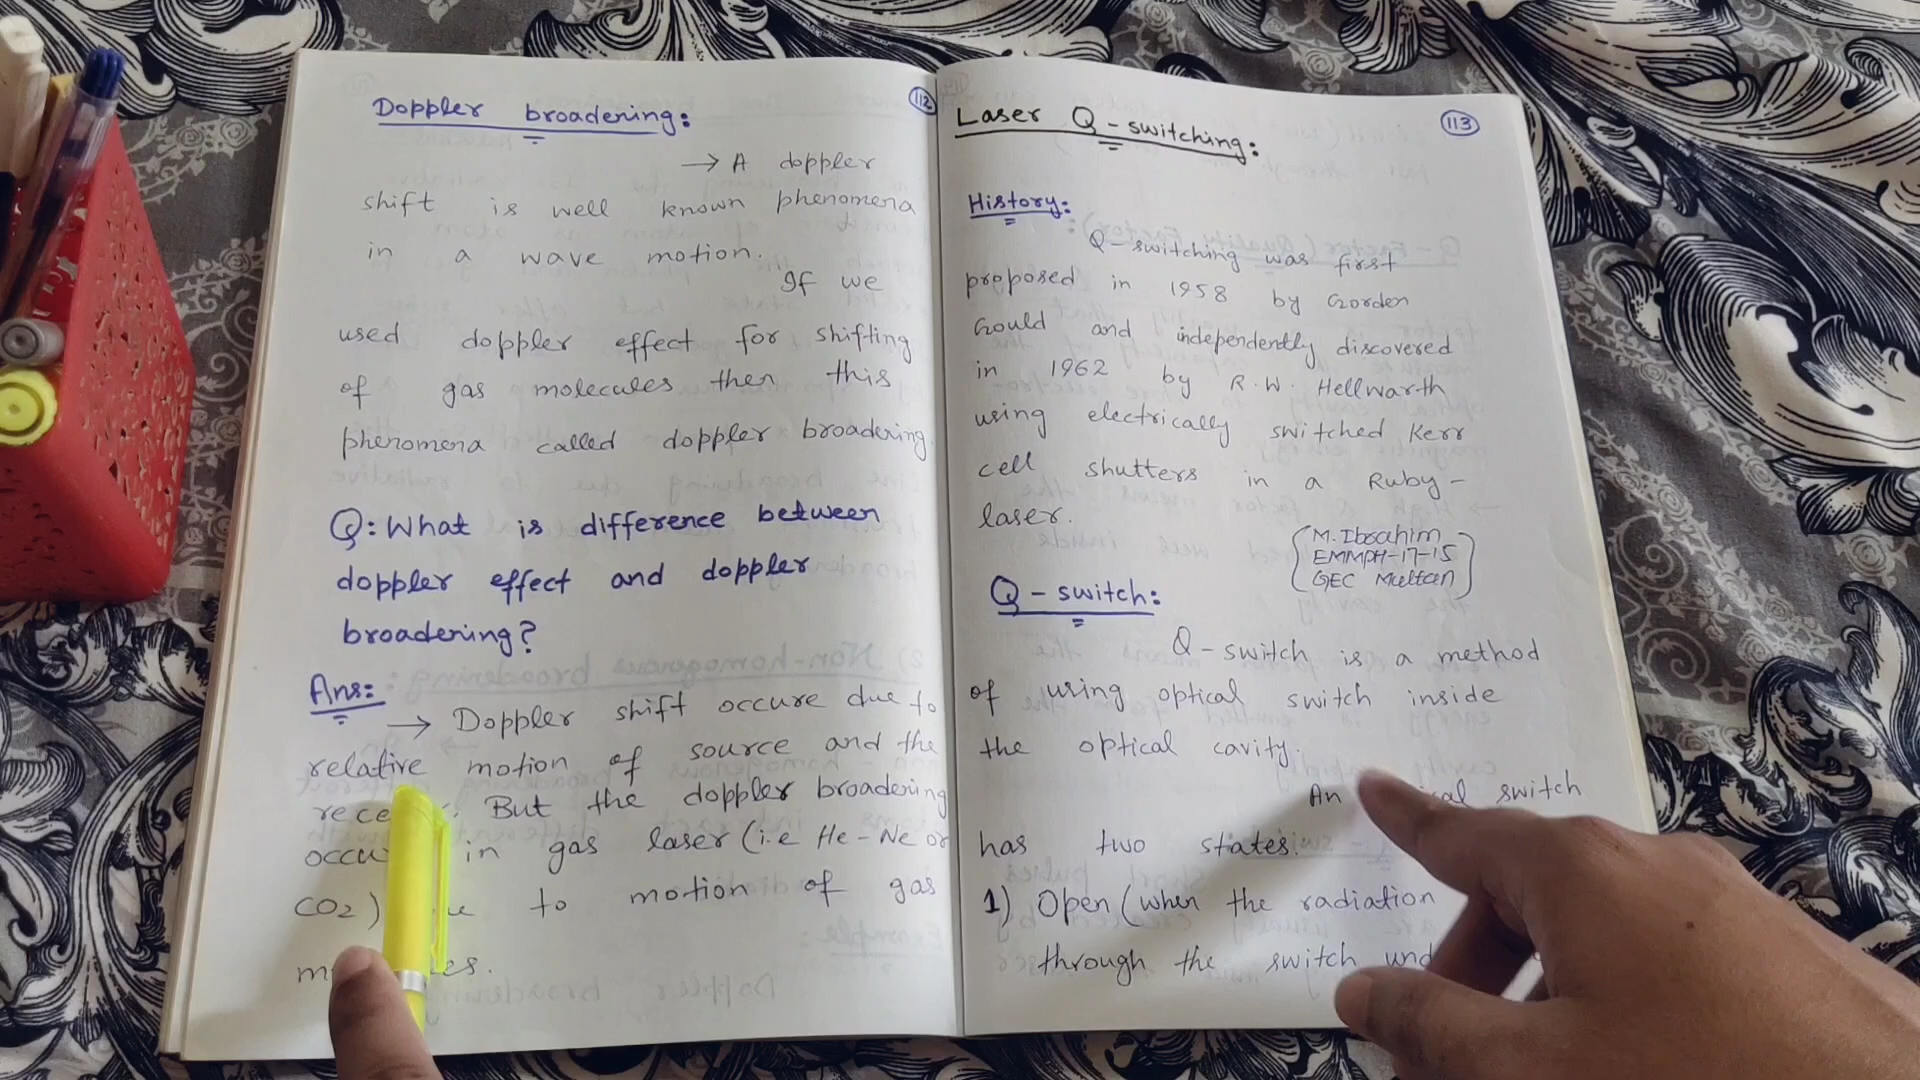 Doppler broadening:
112
→ A doppler
shift is well known phenomena
in a wave motion.
If we
used doppler effect for shifting
of gas molecules then this
phenomena called doppler broadering.
Q: What is difference between
doppler effect and doppler
broadening?
Ans:
→ Doppler shift occure due to
relative motion of source and the
But the doppler broadering
in gas laser (i.e He-Ne or
CO2) to motion of gas
Laser Q-switching:
113
History:
Q-switching was first
proposed in 1958 by Gorden
Gould and independently discovered
in 1962 by R.W. Hellwarth
using electrically switched Kerr
cell shutters in a Ruby-
laser.
M. Ibrahim
EMMPH-17-15
GEC Multan
Q-switch:
Q-switch is a method
of using optical switch inside
the optical cavity.
An switch
has two states.
1) Open (when the radiation
through the switch